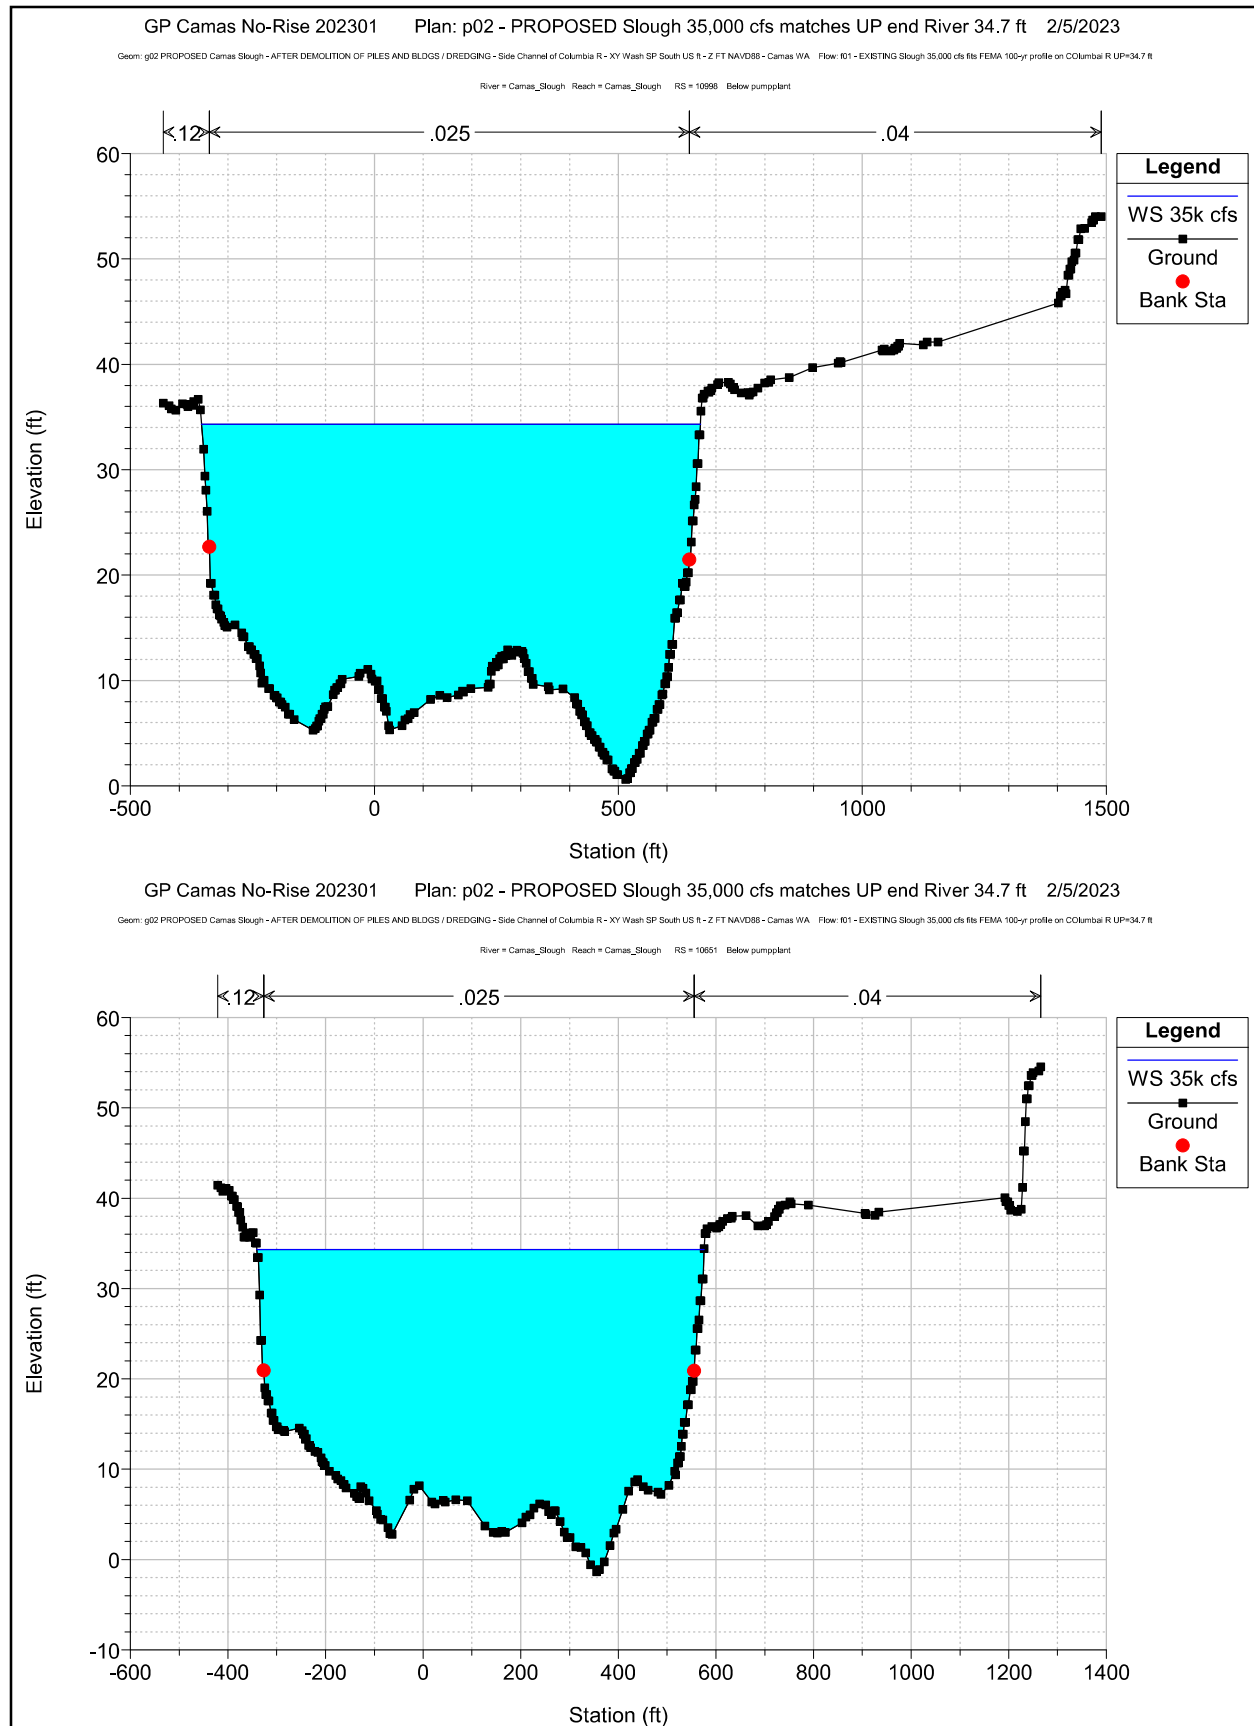 GP Camas No-Rise 202301 Plan: p02 - PROPOSED Slough 35,000 cfs matches UP end River 34.7 ft 2/5/2023
Geom: g02 PROPOSED Camas Slough - AFTER DEMOLITION OF PILES AND BLDGS / DREDGING - Side Channel of Columbia R - XY Wash SP South US ft - Z FT NAVD88 - Camas WA Flow: f01 - EXISTING Slough 35,000 cfs fits FEMA 100-yr profile on COlumbai R UP=34.7 ft
River = Camas_Slough Reach = Camas_Slough RS = 10998 Below pumpplant
.12 .025 .04
60
50
40
30
20
10
0
Elevation (ft)
-500 0 500 1000 1500
Station (ft)
Legend
WS 35k cfs
Ground
Bank Sta
GP Camas No-Rise 202301 Plan: p02 - PROPOSED Slough 35,000 cfs matches UP end River 34.7 ft 2/5/2023
Geom: g02 PROPOSED Camas Slough - AFTER DEMOLITION OF PILES AND BLDGS / DREDGING - Side Channel of Columbia R - XY Wash SP South US ft - Z FT NAVD88 - Camas WA Flow: f01 - EXISTING Slough 35,000 cfs fits FEMA 100-yr profile on COlumbai R UP=34.7 ft
River = Camas_Slough Reach = Camas_Slough RS = 10651 Below pumpplant
.12 .025 .04
60
50
40
30
20
10
0
-10
Elevation (ft)
-600 -400 -200 0 200 400 600 800 1000 1200 1400
Station (ft)
Legend
WS 35k cfs
Ground
Bank Sta